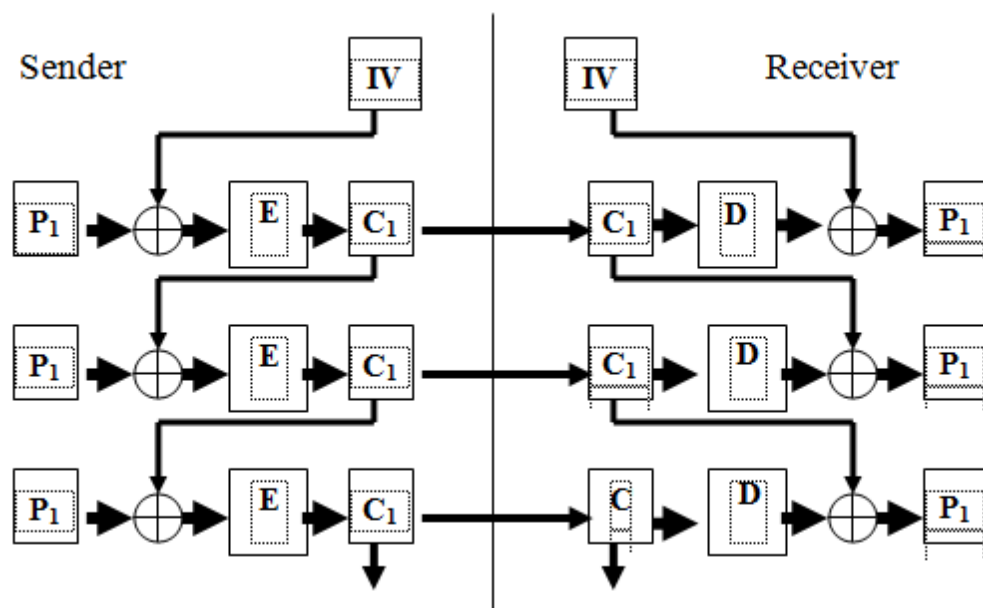 Sender IV IV Receiver
P₁ E C₁ C₁ D P₁
P₁ E C₁ C₁ D P₁
P₁ E C₁ C D P₁